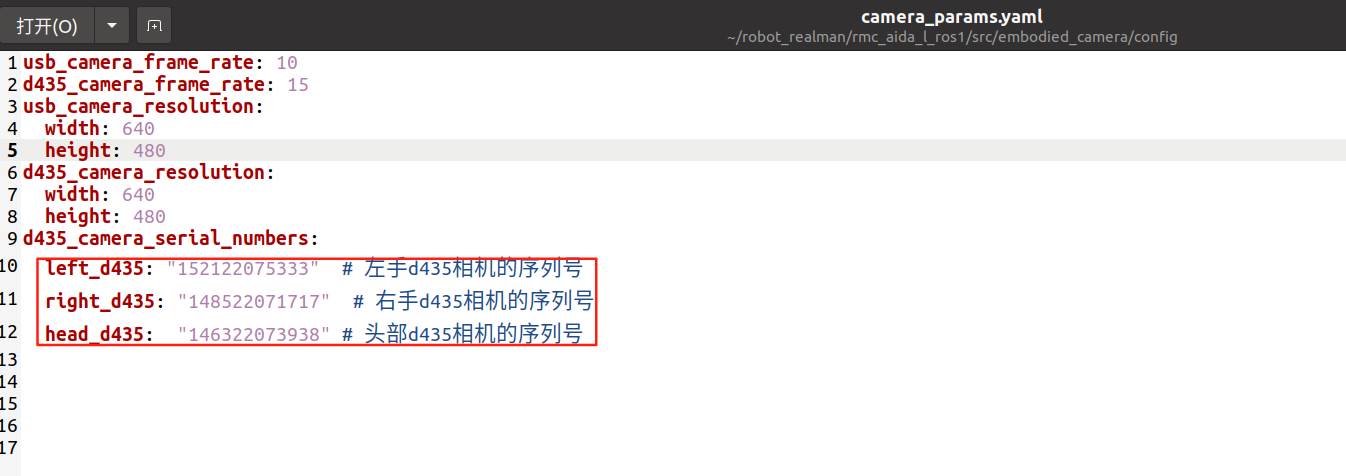 打开(O)
camera_params.yaml
~/robot_realman/rmc_aida_l_ros1/src/embodied_camera/config
1 usb_camera_frame_rate: 10
2 d435_camera_frame_rate: 15
3 usb_camera_resolution:
4   width: 640
5   height: 480
6 d435_camera_resolution:
7   width: 640
8   height: 480
9 d435_camera_serial_numbers:
10   left_d435: "152122075333"  # 左手d435相机的序列号
11   right_d435: "148522071717"  # 右手d435相机的序列号
12   head_d435:  "146322073938" # 头部d435相机的序列号
13
14
15
16
17